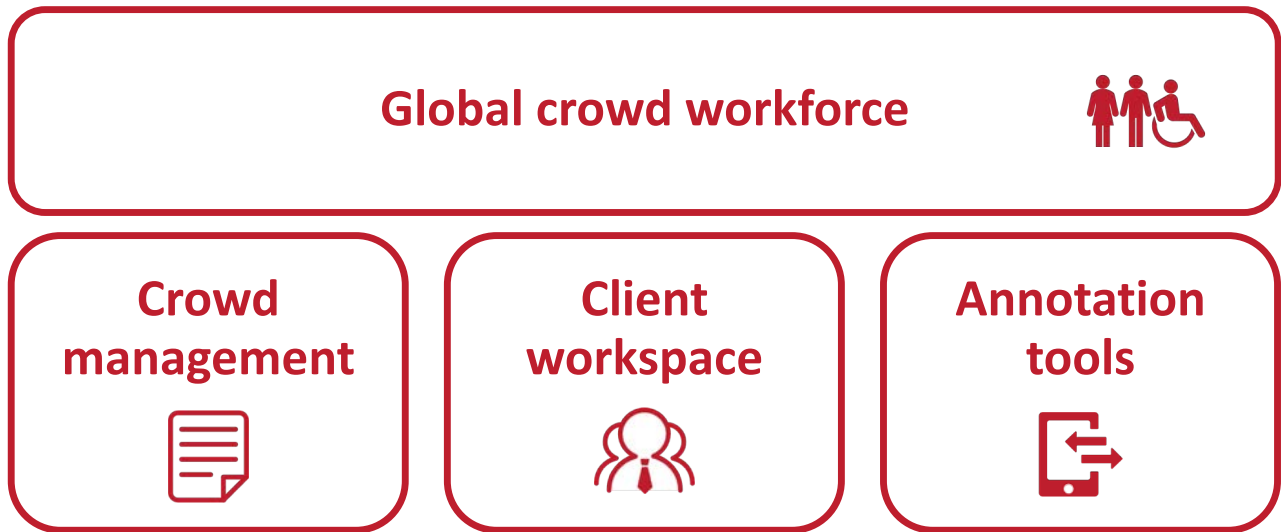 Global crowd workforce
Crowd
management
Client
workspace
Annotation
tools